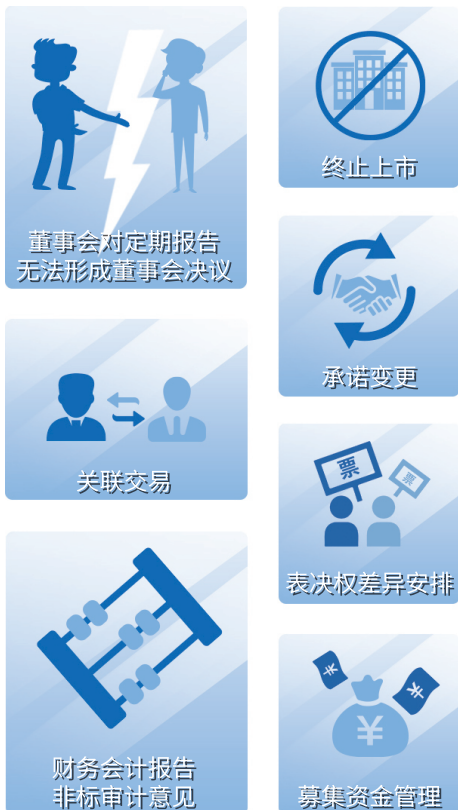 董事会对定期报告
无法形成董事会决议
关联交易
财务会计报告
非标审计意见
终止上市
承诺变更
票
票
表决权差异安排
¥
募集资金管理